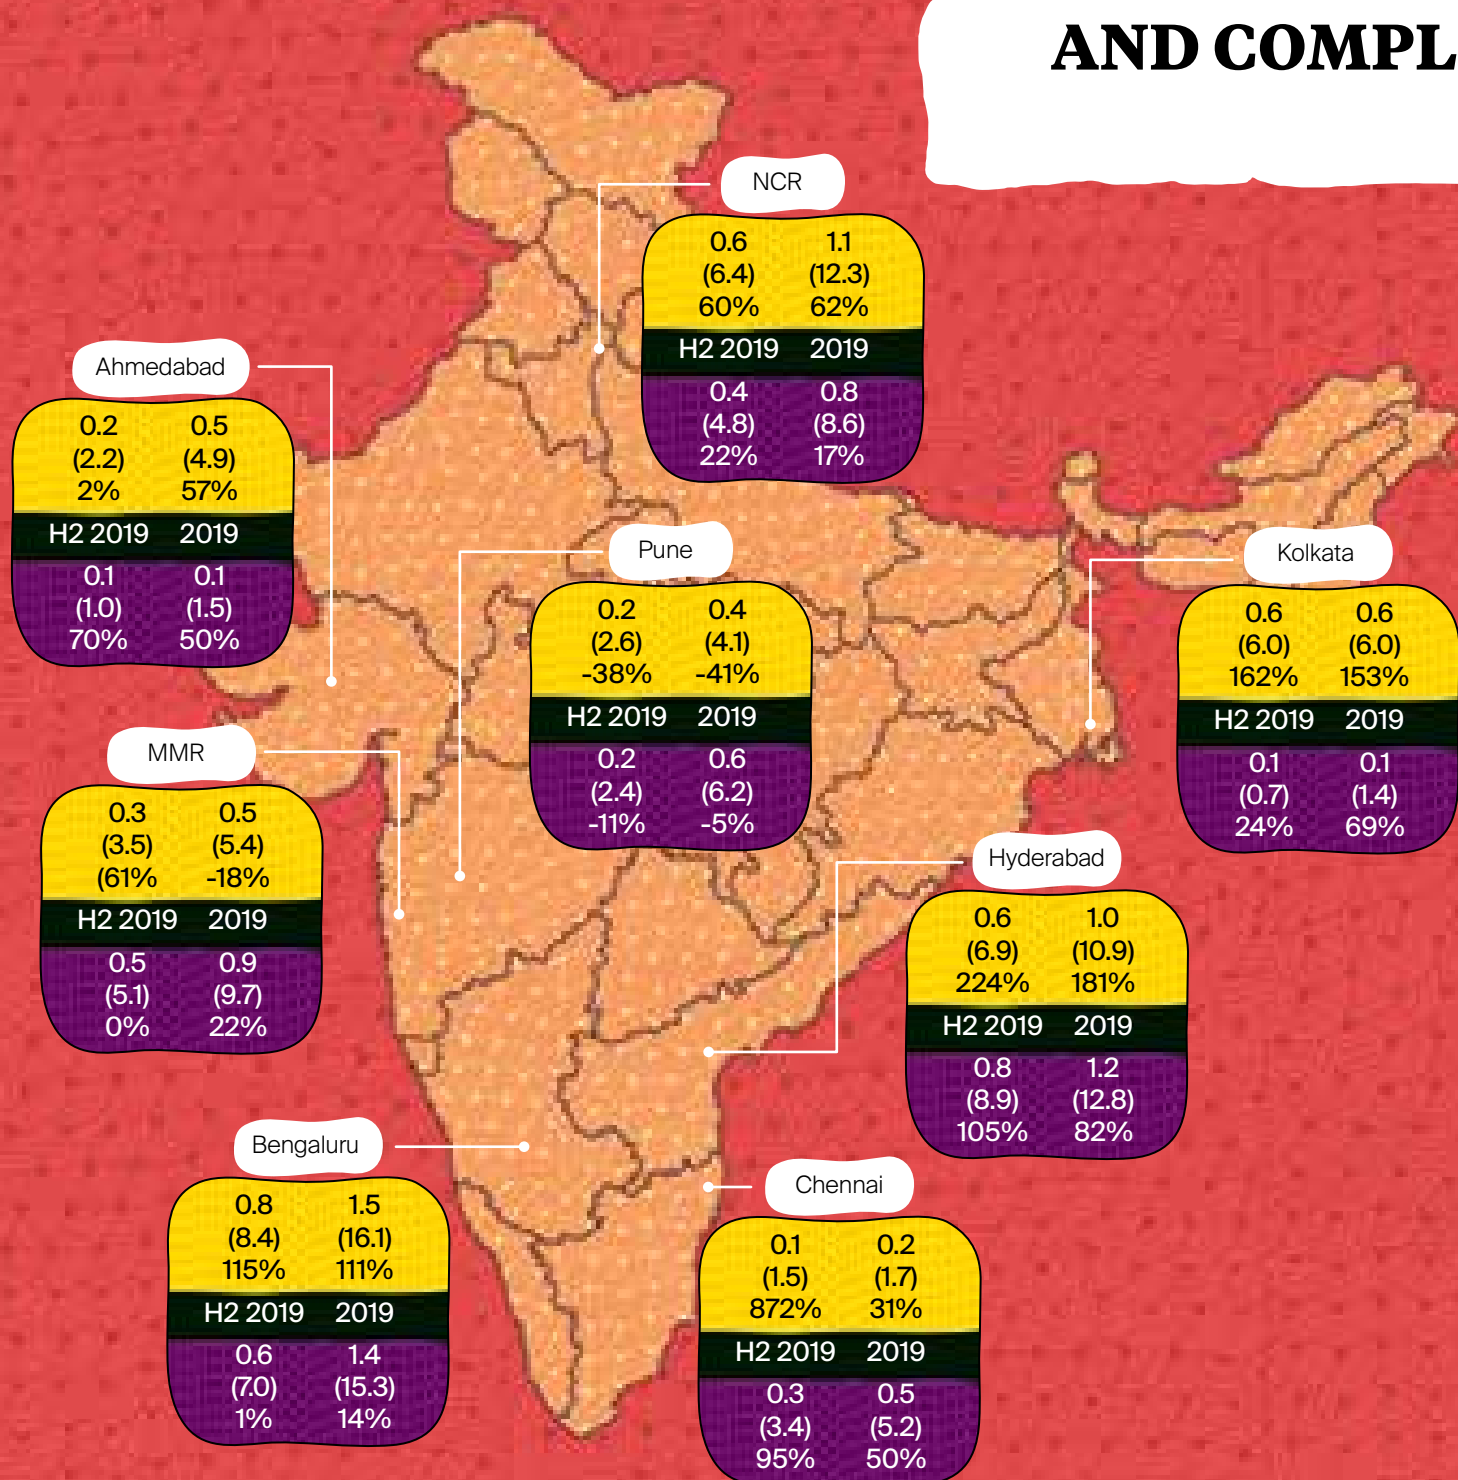 AND COMPL
NCR
0.6 1.1
(6.4) (12.3)
60% 62%
H2 2019 2019
0.4 0.8
(4.8) (8.6)
22% 17%
Ahmedabad
0.2 0.5
(2.2) (4.9)
2% 57%
H2 2019 2019
0.1 0.1
(1.0) (1.5)
70% 50%
Pune
0.2 0.4
(2.6) (4.1)
-38% -41%
H2 2019 2019
0.2 0.6
(2.4) (6.2)
-11% -5%
Kolkata
0.6 0.6
(6.0) (6.0)
162% 153%
H2 2019 2019
0.1 0.1
(0.7) (1.4)
24% 69%
MMR
0.3 0.5
(3.5) (5.4)
(61% -18%
H2 2019 2019
0.5 0.9
(5.1) (9.7)
0% 22%
Hyderabad
0.6 1.0
(6.9) (10.9)
224% 181%
H2 2019 2019
0.8 1.2
(8.9) (12.8)
105% 82%
Bengaluru
0.8 1.5
(8.4) (16.1)
115% 111%
H2 2019 2019
0.6 1.4
(7.0) (15.3)
1% 14%
Chennai
0.1 0.2
(1.5) (1.7)
872% 31%
H2 2019 2019
0.3 0.5
(3.4) (5.2)
95% 50%